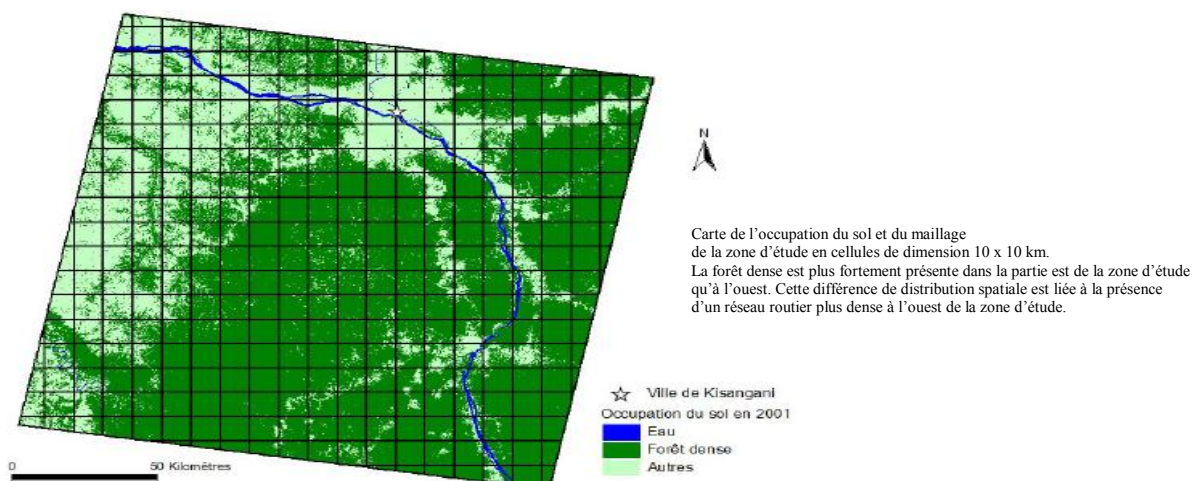 N
Carte de l’occupation du sol et du maillage
de la zone d’étude en cellules de dimension 10 x 10 km.
La forêt dense est plus fortement présente dans la partie est de la zone d’étude
qu’à l’ouest. Cette différence de distribution spatiale est liée à la présence
d’un réseau routier plus dense à l’ouest de la zone d’étude.
Ville de Kisangani
Occupation du sol en 2001
Eau
Forêt dense
Autres
0 50 Kilomètres